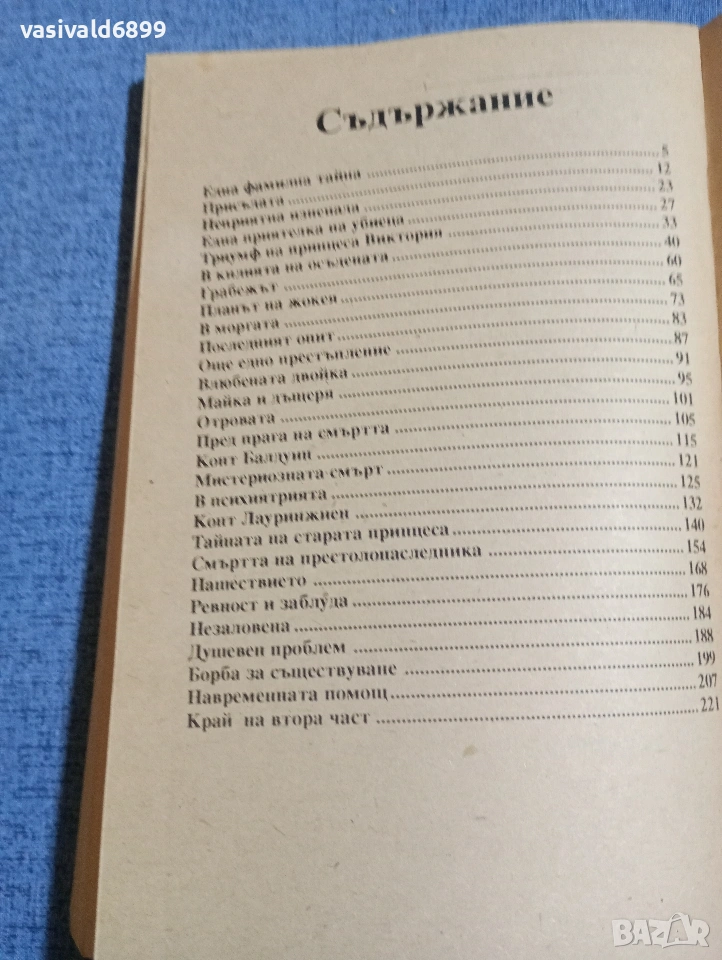 vasivald6899
Съдържание
Една фамилна тайна ... 5
Присъдата ... 12
Неприятна изненада ... 23
Една приятелка на убиеца ... 27
Триумф на принцеса Виктория ... 33
В килията на осъдената ... 40
Грабежът ... 60
Планът на жокея ... 65
В моргата ... 73
Последният опит ... 83
Още едно престъпление ... 87
Влюбената двойка ... 91
Майка и дъщеря ... 95
Отровата ... 101
Пред прага на смъртта ... 105
Конт Балдуин ... 115
Мистериозната смърт ... 121
В психиятрията ... 125
Конт Лауринжиен ... 132
Тайната на старата принцеса ... 140
Смъртта на престолонаследника ... 154
Нашествието ... 168
Ревност и заблуда ... 176
Незаловена ... 184
Душевен проблем ... 188
Борба за съществуване ... 199
Навременната помощ ... 207
Край на втора част ... 221
BAZAR